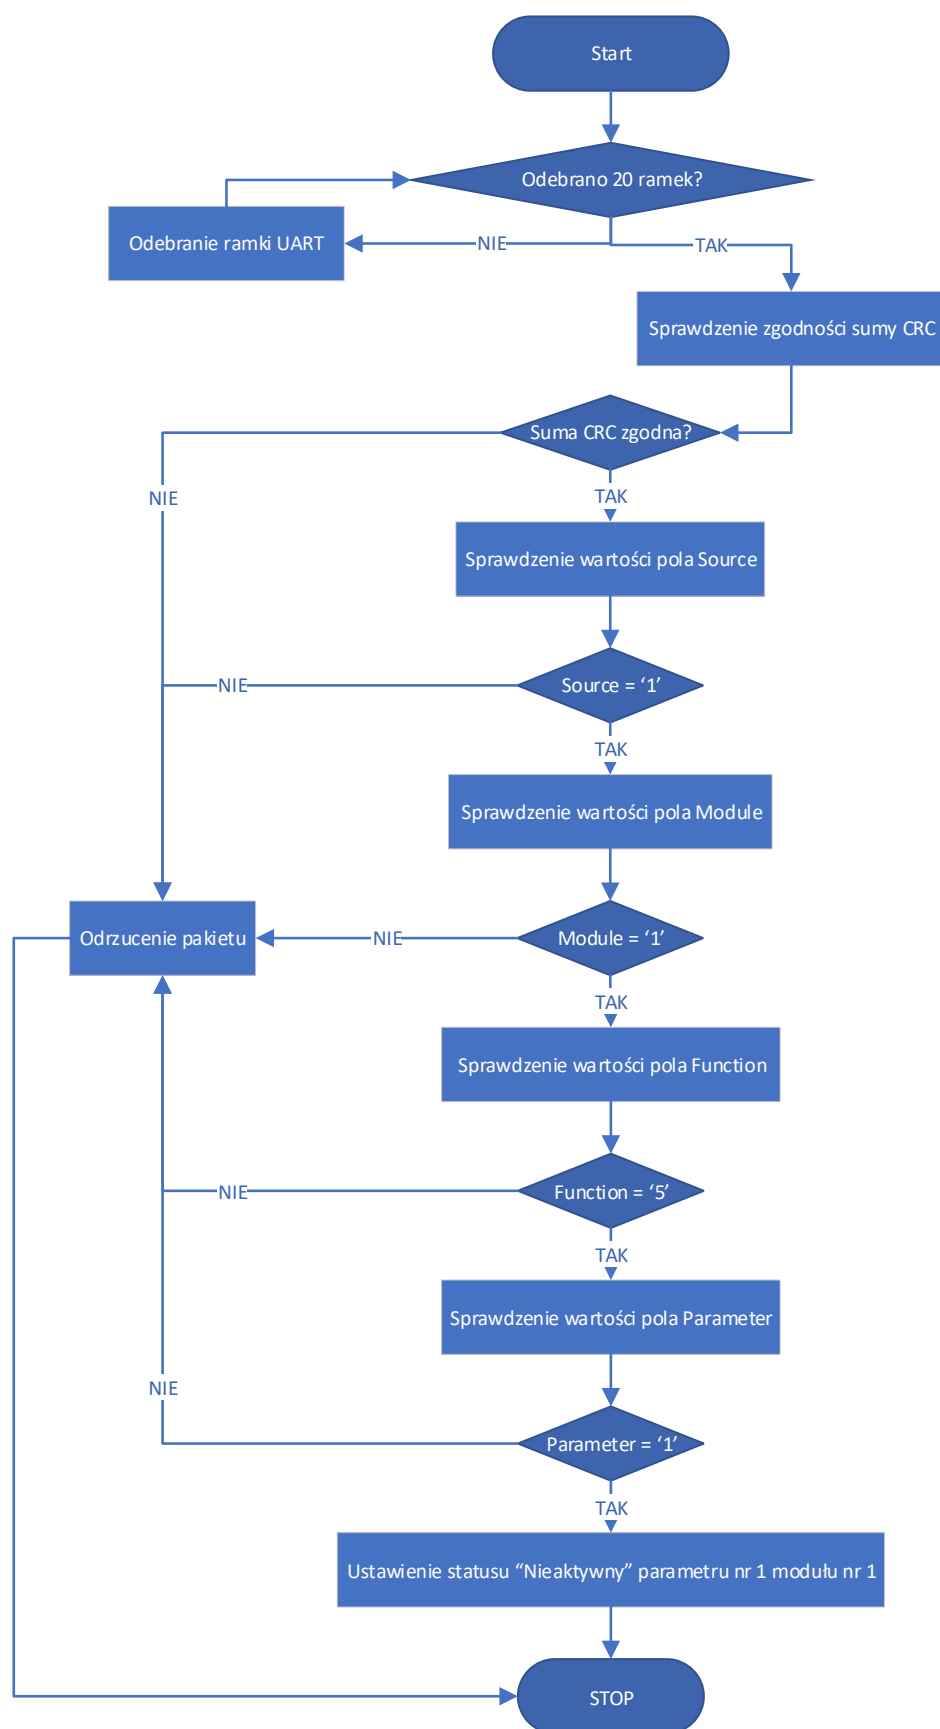 Start
Odebrano 20 ramek?
Odebranie ramki UART
NIE
TAK
Sprawdzenie zgodności sumy CRC
Suma CRC zgodna?
NIE
TAK
Sprawdzenie wartości pola Source
Source = ‘1’
NIE
TAK
Sprawdzenie wartości pola Module
Module = ‘1’
NIE
Odrzucenie pakietu
TAK
Sprawdzenie wartości pola Function
Function = ‘5’
NIE
TAK
Sprawdzenie wartości pola Parameter
NIE
Parameter = ‘1’
TAK
Ustawienie statusu “Nieaktywny” parametru nr 1 modułu nr 1
STOP